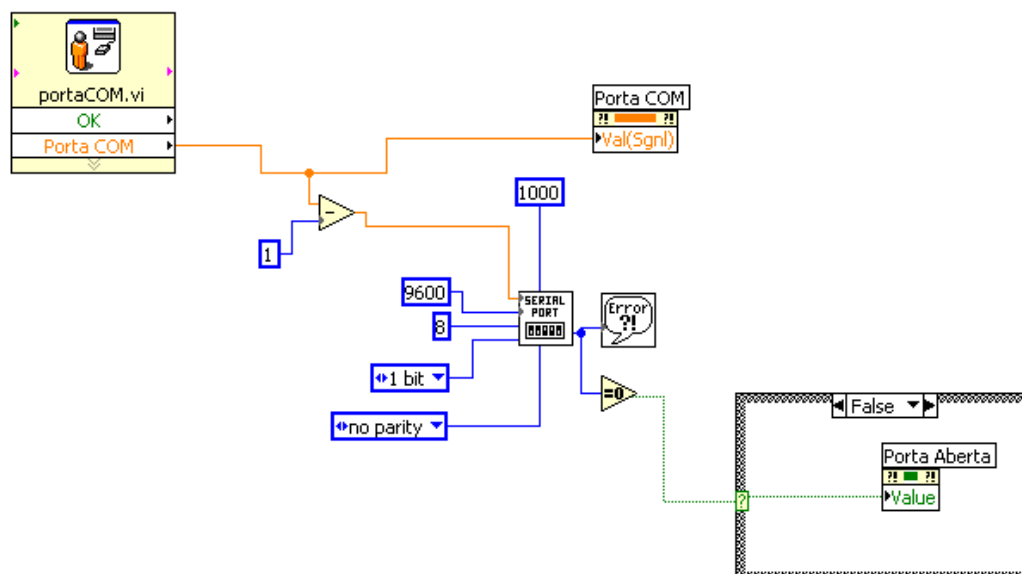 portaCOM.vi
OK
Porta COM
Porta COM
?! ?!
Val(Sgnl)
1000
-
1
9600
SERIAL
PORT
8
Error
?!
1 bit
=0
no parity
False
Porta Aberta
?! ?!
Value
?